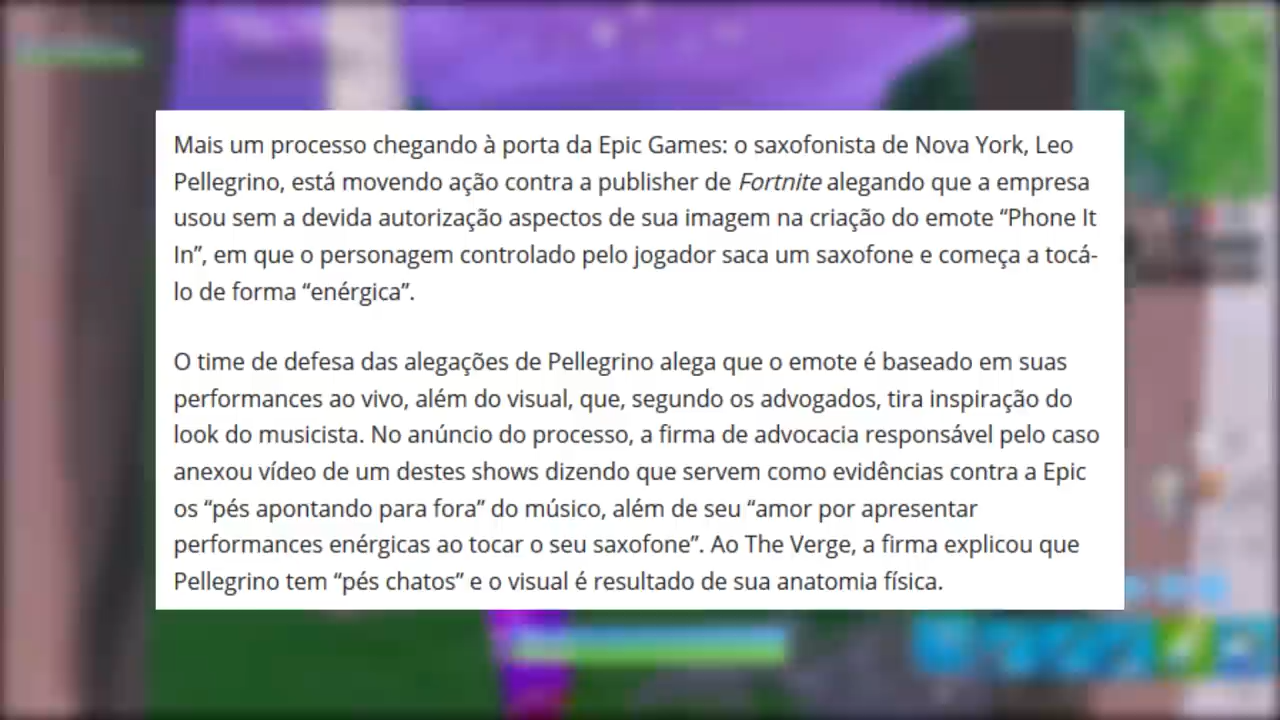 Mais um processo chegando à porta da Epic Games: o saxofonista de Nova York, Leo
Pellegrino, está movendo ação contra a publisher de Fortnite alegando que a empresa
usou sem a devida autorização aspectos de sua imagem na criação do emote “Phone It
In”, em que o personagem controlado pelo jogador saca um saxofone e começa a tocá-
lo de forma “enérgica”.
O time de defesa das alegações de Pellegrino alega que o emote é baseado em suas
performances ao vivo, além do visual, que, segundo os advogados, tira inspiração do
look do musicista. No anúncio do processo, a firma de advocacia responsável pelo caso
anexou vídeo de um destes shows dizendo que servem como evidências contra a Epic
os “pés apontando para fora” do músico, além de seu “amor por apresentar
performances enérgicas ao tocar o seu saxofone”. Ao The Verge, a firma explicou que
Pellegrino tem “pés chatos” e o visual é resultado de sua anatomia física.